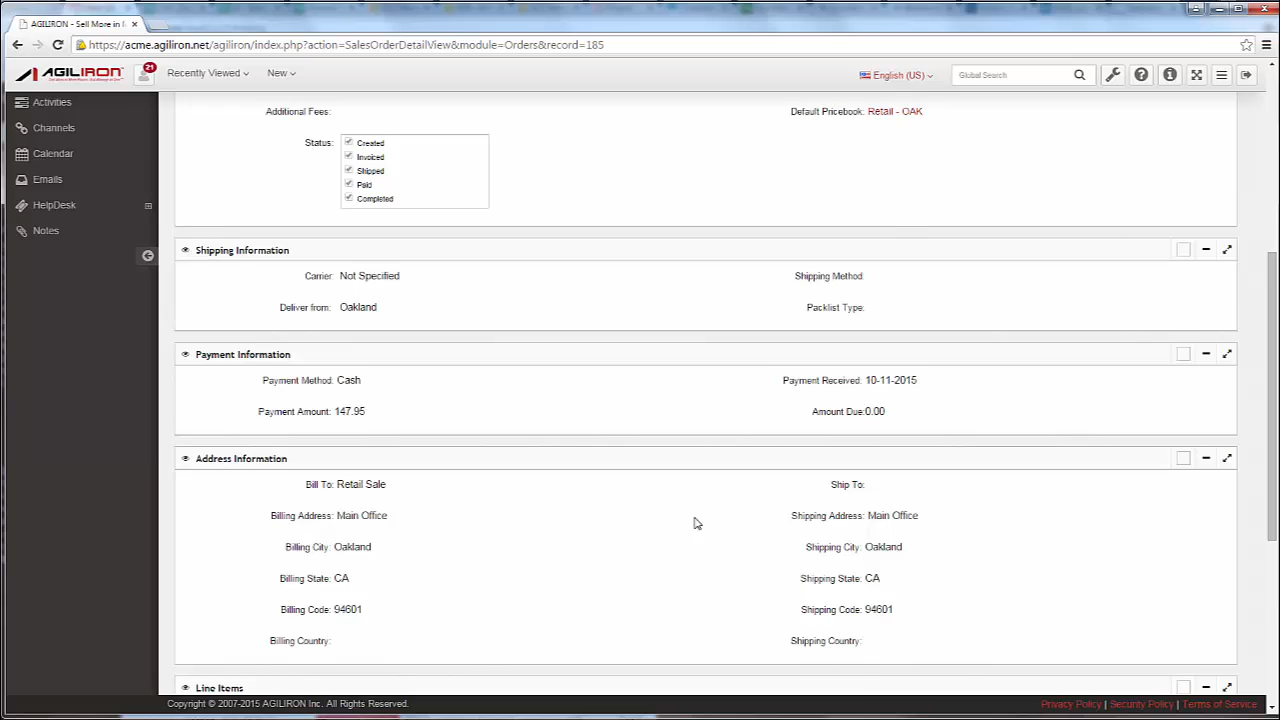 AGILIRON - Sell More in
https://acme.agiliron.net/agiliron/index.php?action=SalesOrderDetailView&module=Orders&record=185
AGILIRON 21 Recently Viewed New English (US) Global Search
Activities
Channels
Calendar
Emails
HelpDesk
Notes
Additional Fees: Default Pricebook: Retail - OAK
Status: Created
Invoiced
Shipped
Paid
Completed
Shipping Information
Carrier: Not Specified Shipping Method:
Deliver from: Oakland Packlist Type:
Payment Information
Payment Method: Cash Payment Received: 10-11-2015
Payment Amount: 147.95 Amount Due:0.00
Address Information
Bill To: Retail Sale Ship To:
Billing Address: Main Office Shipping Address: Main Office
Billing City: Oakland Shipping City: Oakland
Billing State: CA Shipping State: CA
Billing Code: 94601 Shipping Code: 94601
Billing Country: Shipping Country:
Line Items
Copyright © 2007-2015 AGILIRON Inc. All Rights Reserved. Privacy Policy | Security Policy | Terms of Service